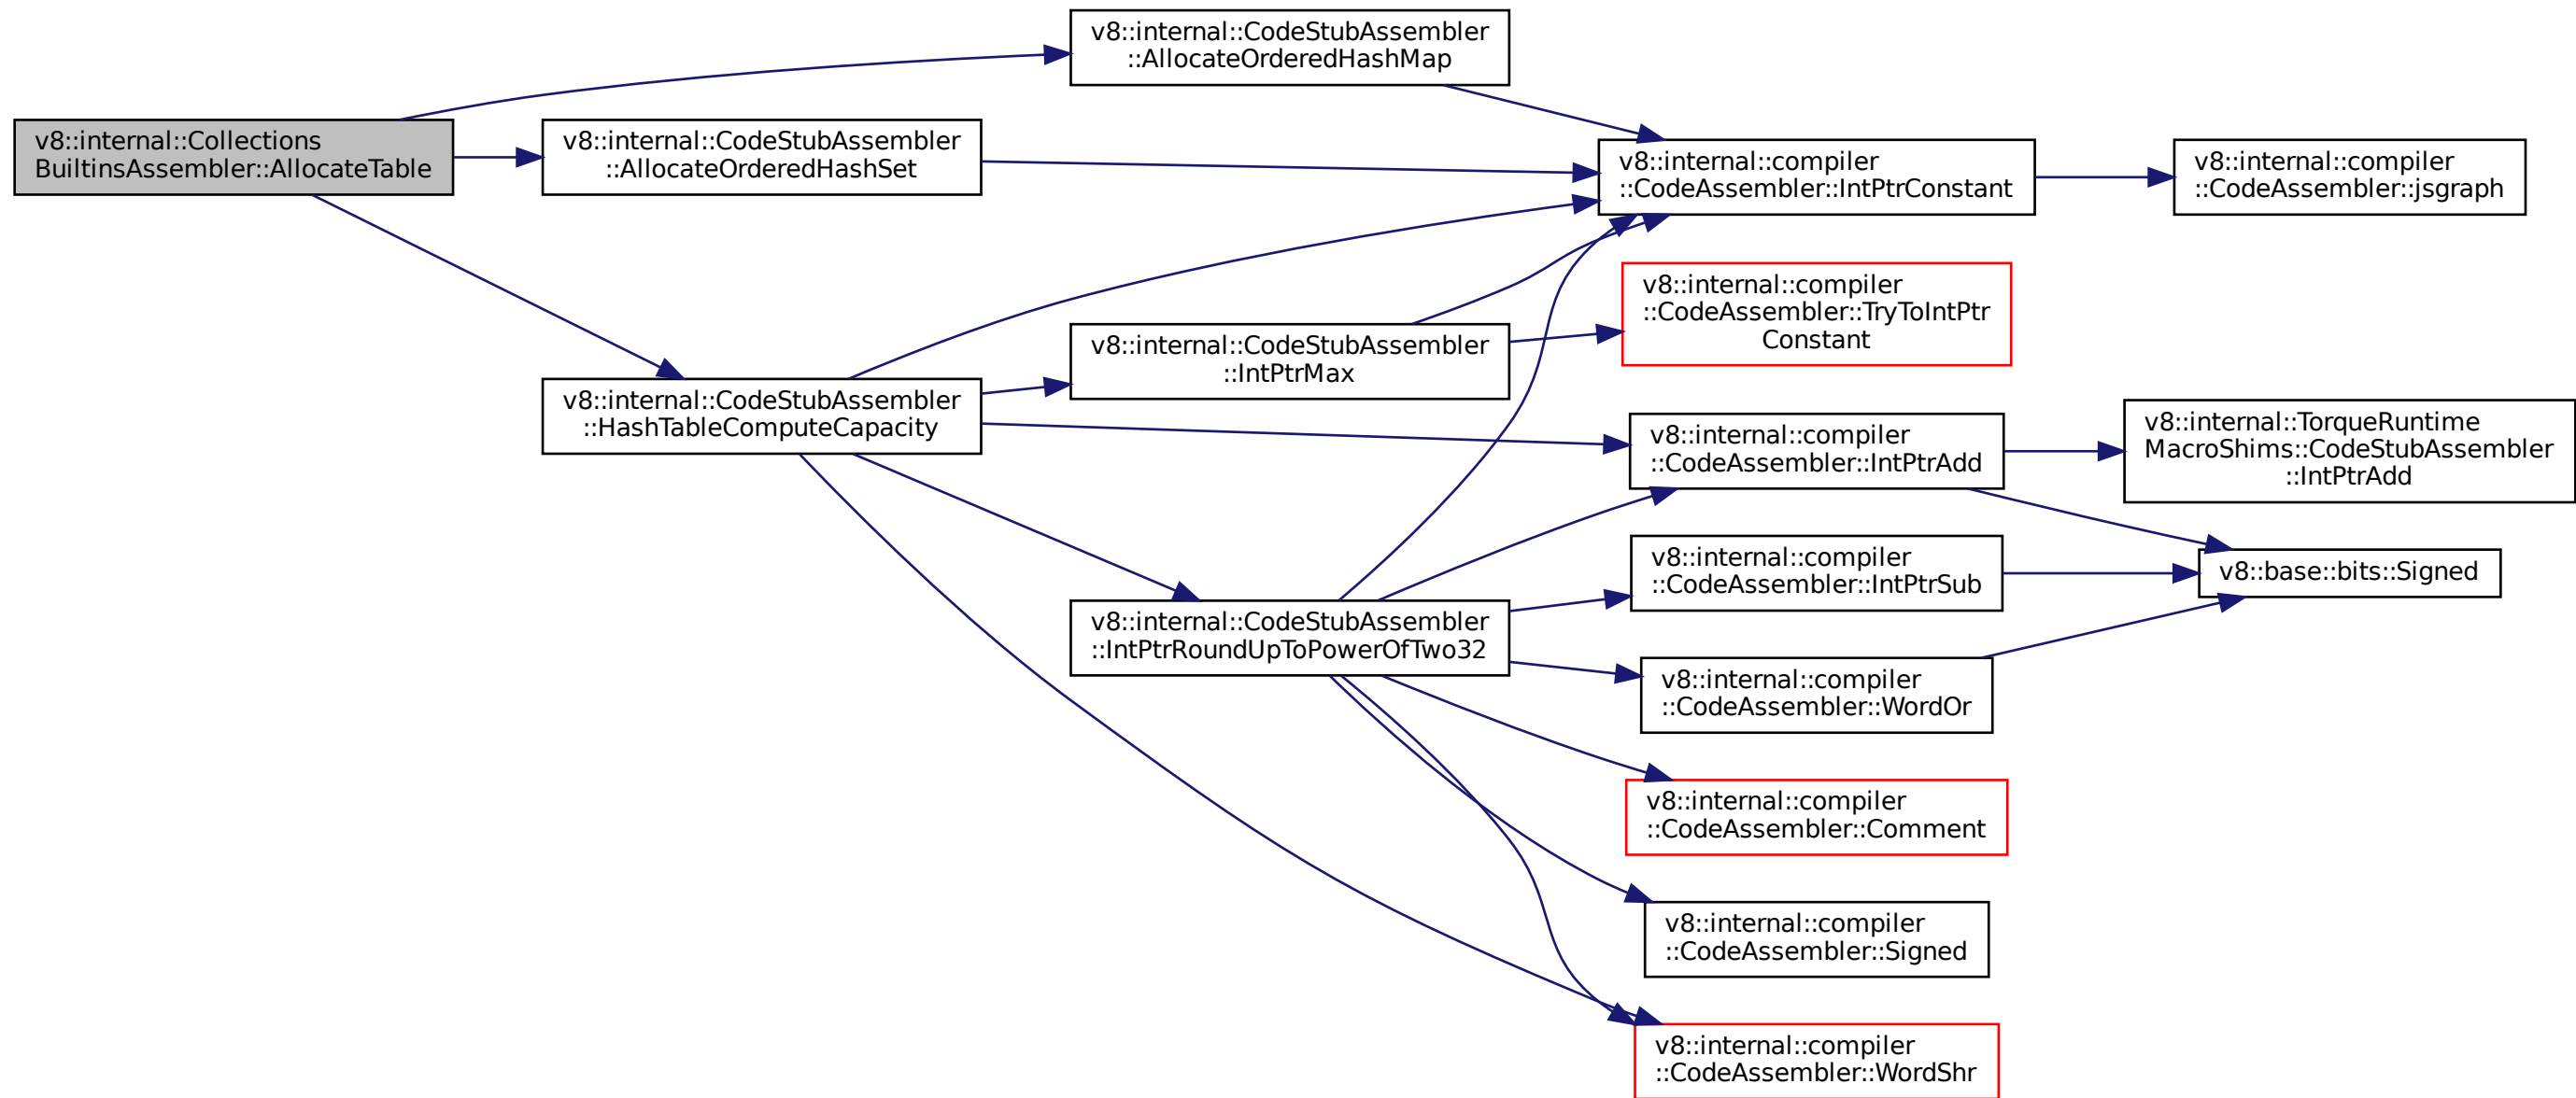 v8::internal::Collections
BuiltinsAssembler::AllocateTable
v8::internal::CodeStubAssembler
::AllocateOrderedHashMap
v8::internal::CodeStubAssembler
::AllocateOrderedHashSet
v8::internal::CodeStubAssembler
::HashTableComputeCapacity
v8::internal::CodeStubAssembler
::IntPtrMax
v8::internal::CodeStubAssembler
::IntPtrRoundUpToPowerOfTwo32
v8::internal::compiler
::CodeAssembler::IntPtrConstant
v8::internal::compiler
::CodeAssembler::jsgraph
v8::internal::compiler
::CodeAssembler::TryToIntPtr
Constant
v8::internal::compiler
::CodeAssembler::IntPtrAdd
v8::internal::TorqueRuntime
MacroShims::CodeStubAssembler
::IntPtrAdd
v8::internal::compiler
::CodeAssembler::IntPtrSub
v8::base::bits::Signed
v8::internal::compiler
::CodeAssembler::WordOr
v8::internal::compiler
::CodeAssembler::Comment
v8::internal::compiler
::CodeAssembler::Signed
v8::internal::compiler
::CodeAssembler::WordShr